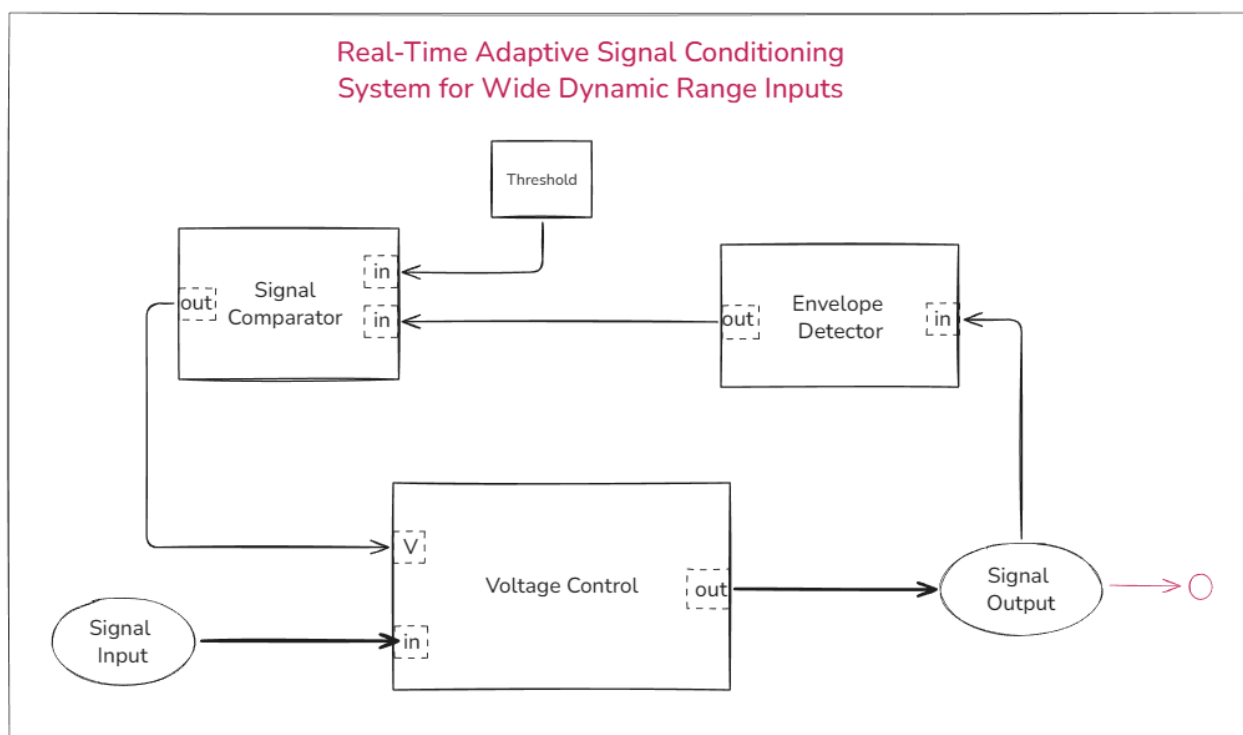 Real-Time Adaptive Signal Conditioning
System for Wide Dynamic Range Inputs
Threshold
Signal
Comparator
in
in
out
Envelope
Detector
out
in
V
Voltage Control
out
in
Signal
Output
Signal
Input